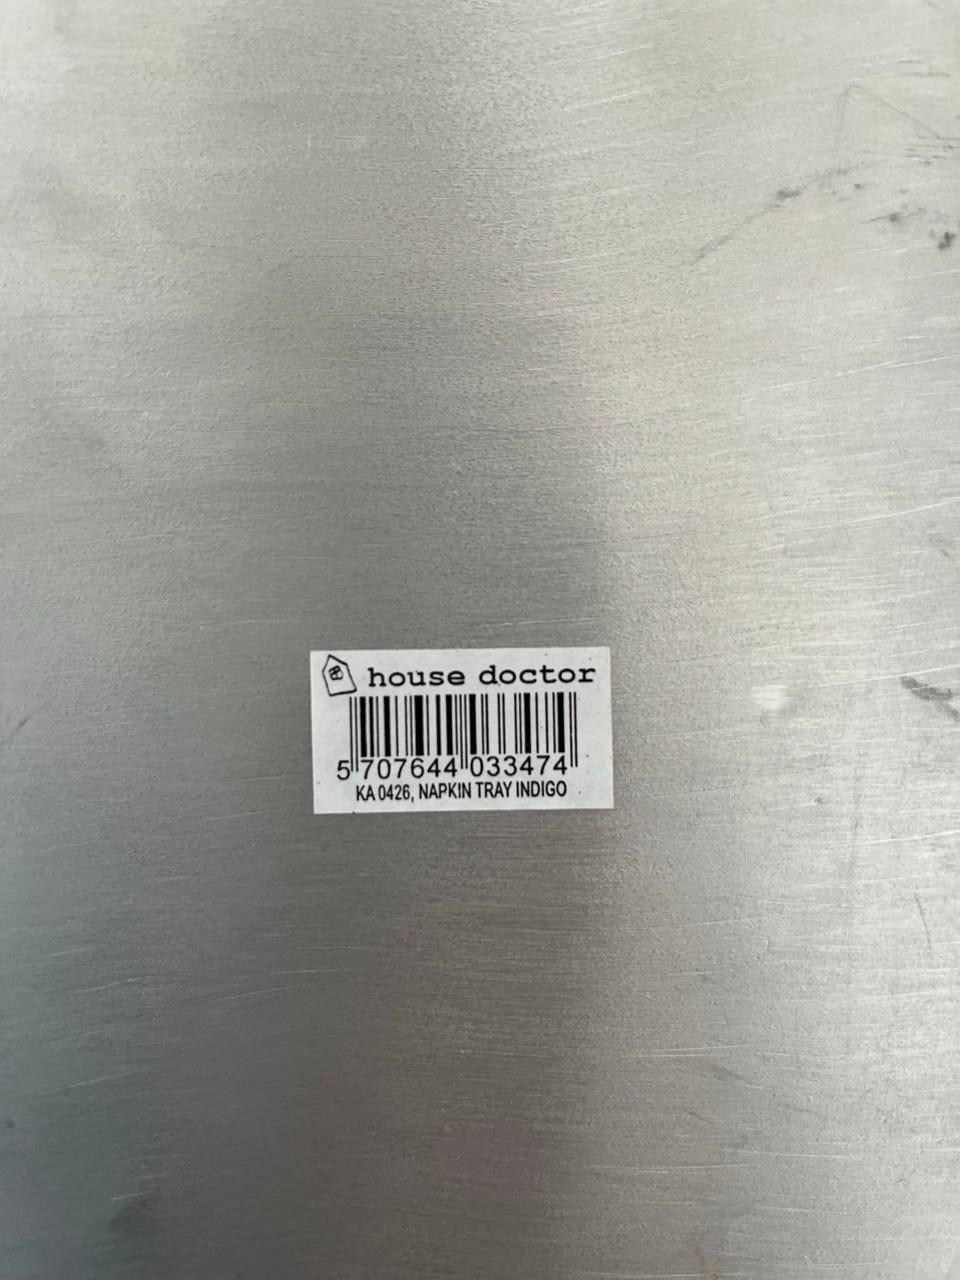 house doctor
5 707644 033474
KA 0426, NAPKIN TRAY INDIGO